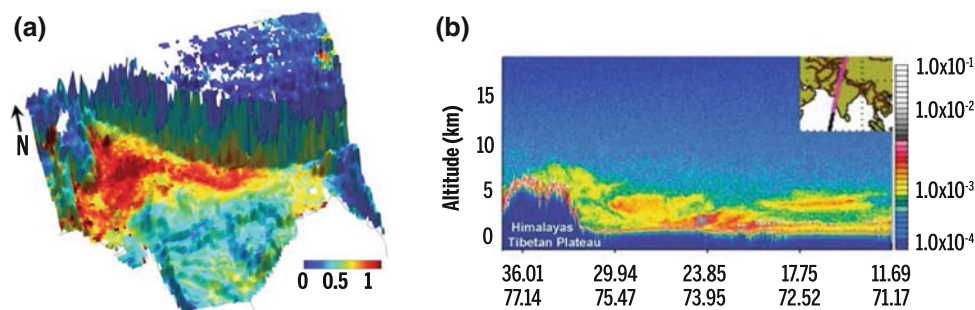 (a)
N
0 0.5 1
(b)
Altitude (km)
15
10
5
0
Himalayas
Tibetan Plateau
1.0x10-1
1.0x10-2
1.0x10-3
1.0x10-4
36.01 29.94 23.85 17.75 11.69
77.14 75.47 73.95 72.52 71.17